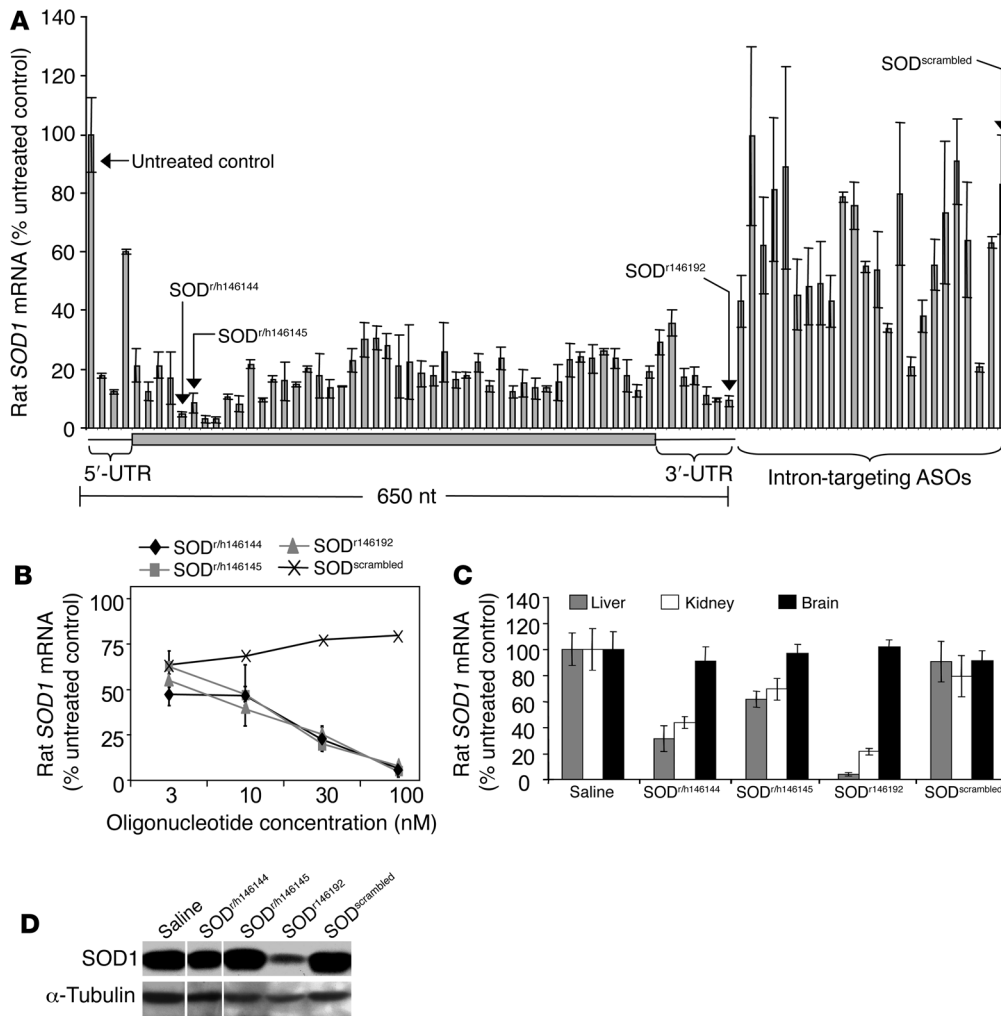 A
Rat SOD1 mRNA (% untreated control)
140
120
100
80
60
40
20
0
Untreated control
SODr/h146144
SODr/h146145
SODr146192
SODscrambled
5′-UTR
3′-UTR
Intron-targeting ASOs
650 nt
B
SODr/h146144
SODr146192
SODr/h146145
SODscrambled
Rat SOD1 mRNA
(% untreated control)
100
75
50
25
0
3 10 30 100
Oligonucleotide concentration (nM)
C
Rat SOD1 mRNA
(% untreated control)
140
120
100
80
60
40
20
0
Liver Kidney Brain
Saline SODr/h146144 SODr/h146145 SODr146192 SODscrambled
D
Saline
SODr/h146144
SODr/h146145
SODr146192
SODscrambled
SOD1
α-Tubulin